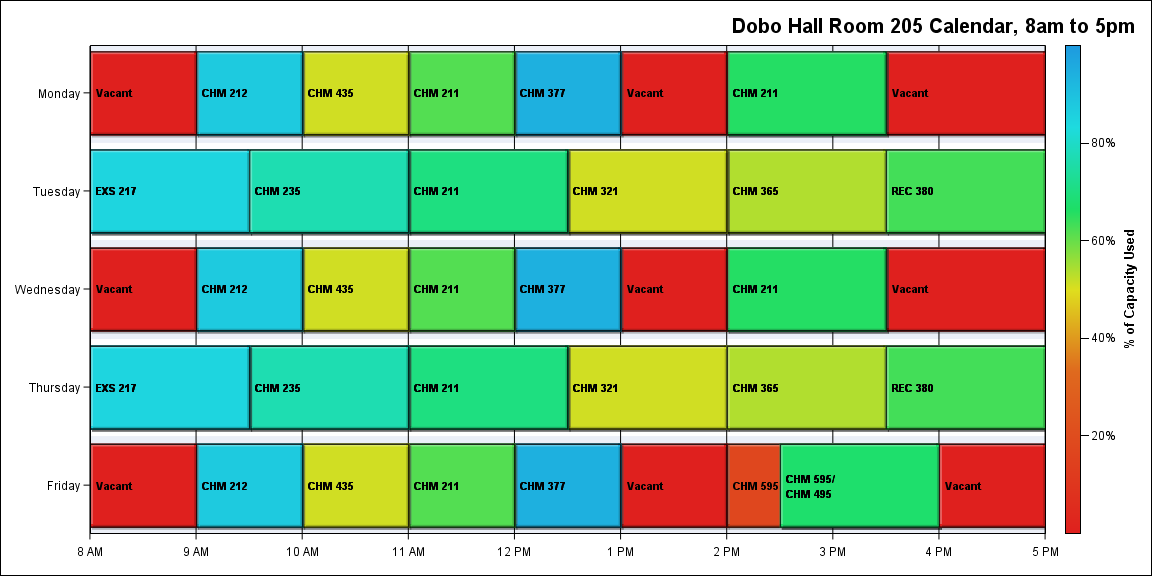 Dobo Hall Room 205 Calendar, 8am to 5pm
Monday
Vacant
CHM 212
CHM 435
CHM 211
CHM 377
Vacant
CHM 211
Vacant
Tuesday
EXS 217
CHM 235
CHM 211
CHM 321
CHM 365
REC 380
Wednesday
Vacant
CHM 212
CHM 435
CHM 211
CHM 377
Vacant
CHM 211
Vacant
Thursday
EXS 217
CHM 235
CHM 211
CHM 321
CHM 365
REC 380
Friday
Vacant
CHM 212
CHM 435
CHM 211
CHM 377
Vacant
CHM 595
CHM 595/
CHM 495
Vacant
8 AM
9 AM
10 AM
11 AM
12 PM
1 PM
2 PM
3 PM
4 PM
5 PM
80%
60%
40%
20%
% of Capacity Used